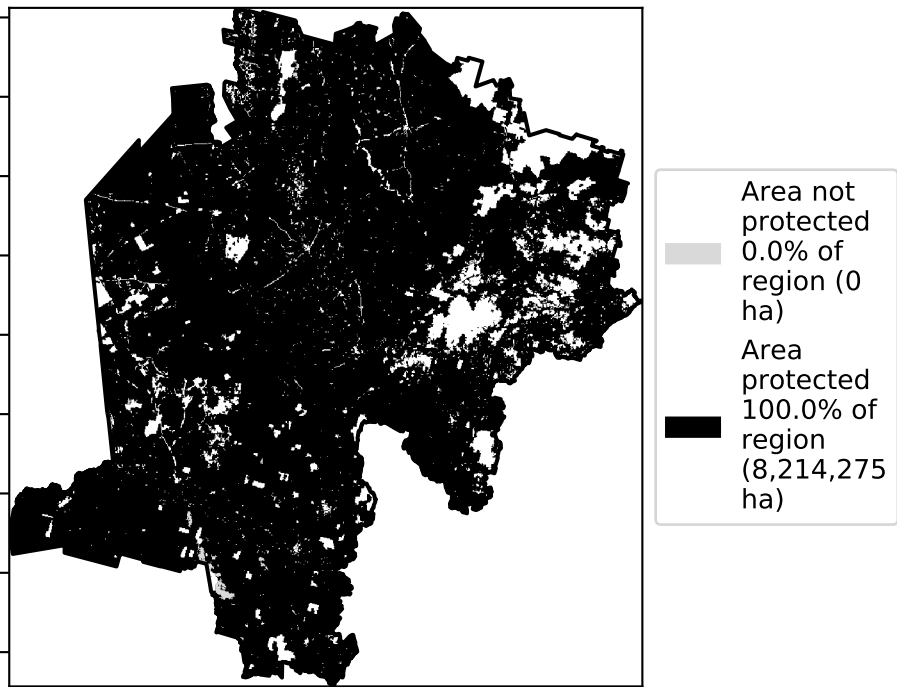 Area not
protected
0.0% of
region (0
ha)
Area
protected
100.0% of
region
(8,214,275
ha)